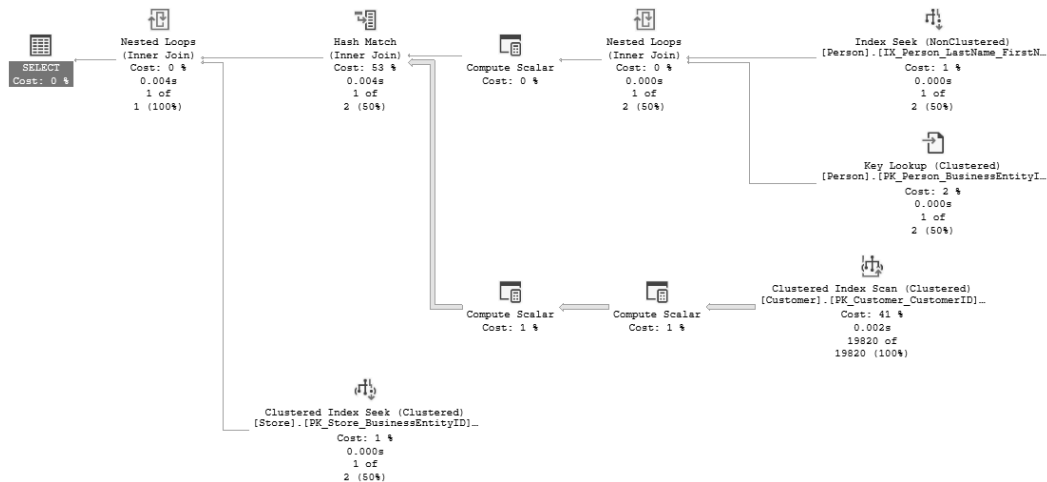 SELECT
Cost: 0 %
Nested Loops
(Inner Join)
Cost: 0 %
0.004s
1 of
1 (100%)
Hash Match
(Inner Join)
Cost: 53 %
0.004s
1 of
2 (50%)
Compute Scalar
Cost: 0 %
Nested Loops
(Inner Join)
Cost: 0 %
0.000s
1 of
2 (50%)
Index Seek (NonClustered)
[Person].[IX_Person_LastName_FirstN…
Cost: 1 %
0.000s
1 of
2 (50%)
Key Lookup (Clustered)
[Person].[PK_Person_BusinessEntityI…
Cost: 2 %
0.000s
1 of
2 (50%)
Compute Scalar
Cost: 1 %
Compute Scalar
Cost: 1 %
Clustered Index Scan (Clustered)
[Customer].[PK_Customer_CustomerID]…
Cost: 41 %
0.002s
19820 of
19820 (100%)
Clustered Index Seek (Clustered)
[Store].[PK_Store_BusinessEntityID]…
Cost: 1 %
0.000s
1 of
2 (50%)